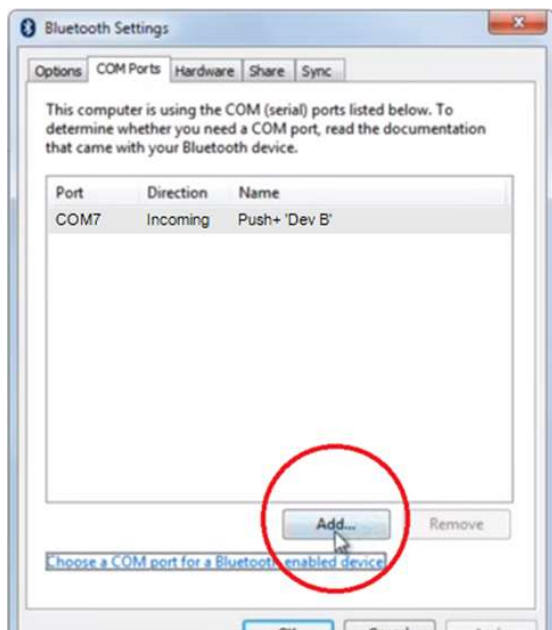 Bluetooth Settings
Options COM Ports Hardware Share Sync
This computer is using the COM (serial) ports listed below. To
determine whether you need a COM port, read the documentation
that came with your Bluetooth device.
Port Direction Name
COM7 Incoming Push+ 'Dev B'
Add... Remove
Choose a COM port for a Bluetooth enabled device